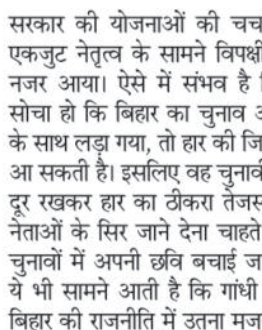 सरकार की योजनाओं की चच
एकजुट नेतृत्व के सामने विपक्षी
नजर आया। ऐसे में संभव है
सोचा हो कि बिहार का चुनाव
के साथ लड़ा गया, तो हार की जि
आ सकती है। इसलिए वह चुनावी
दूर रखकर हार का ठीकरा तेजस
नेताओं के सिर जाने देना चाहते
चुनावों में अपनी छवि बचाई ज
ये भी सामने आती है कि गांधी
बिहार की राजनीति में उतना मज